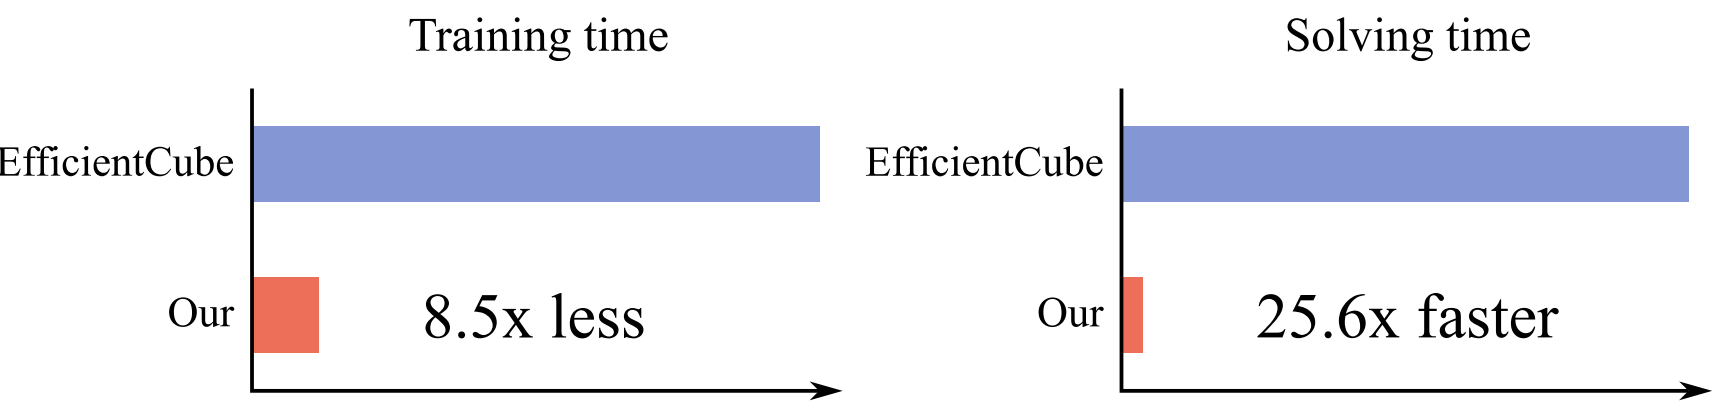 Training time
EfficientCube
Our
8.5x less
Solving time
EfficientCube
Our
25.6x faster